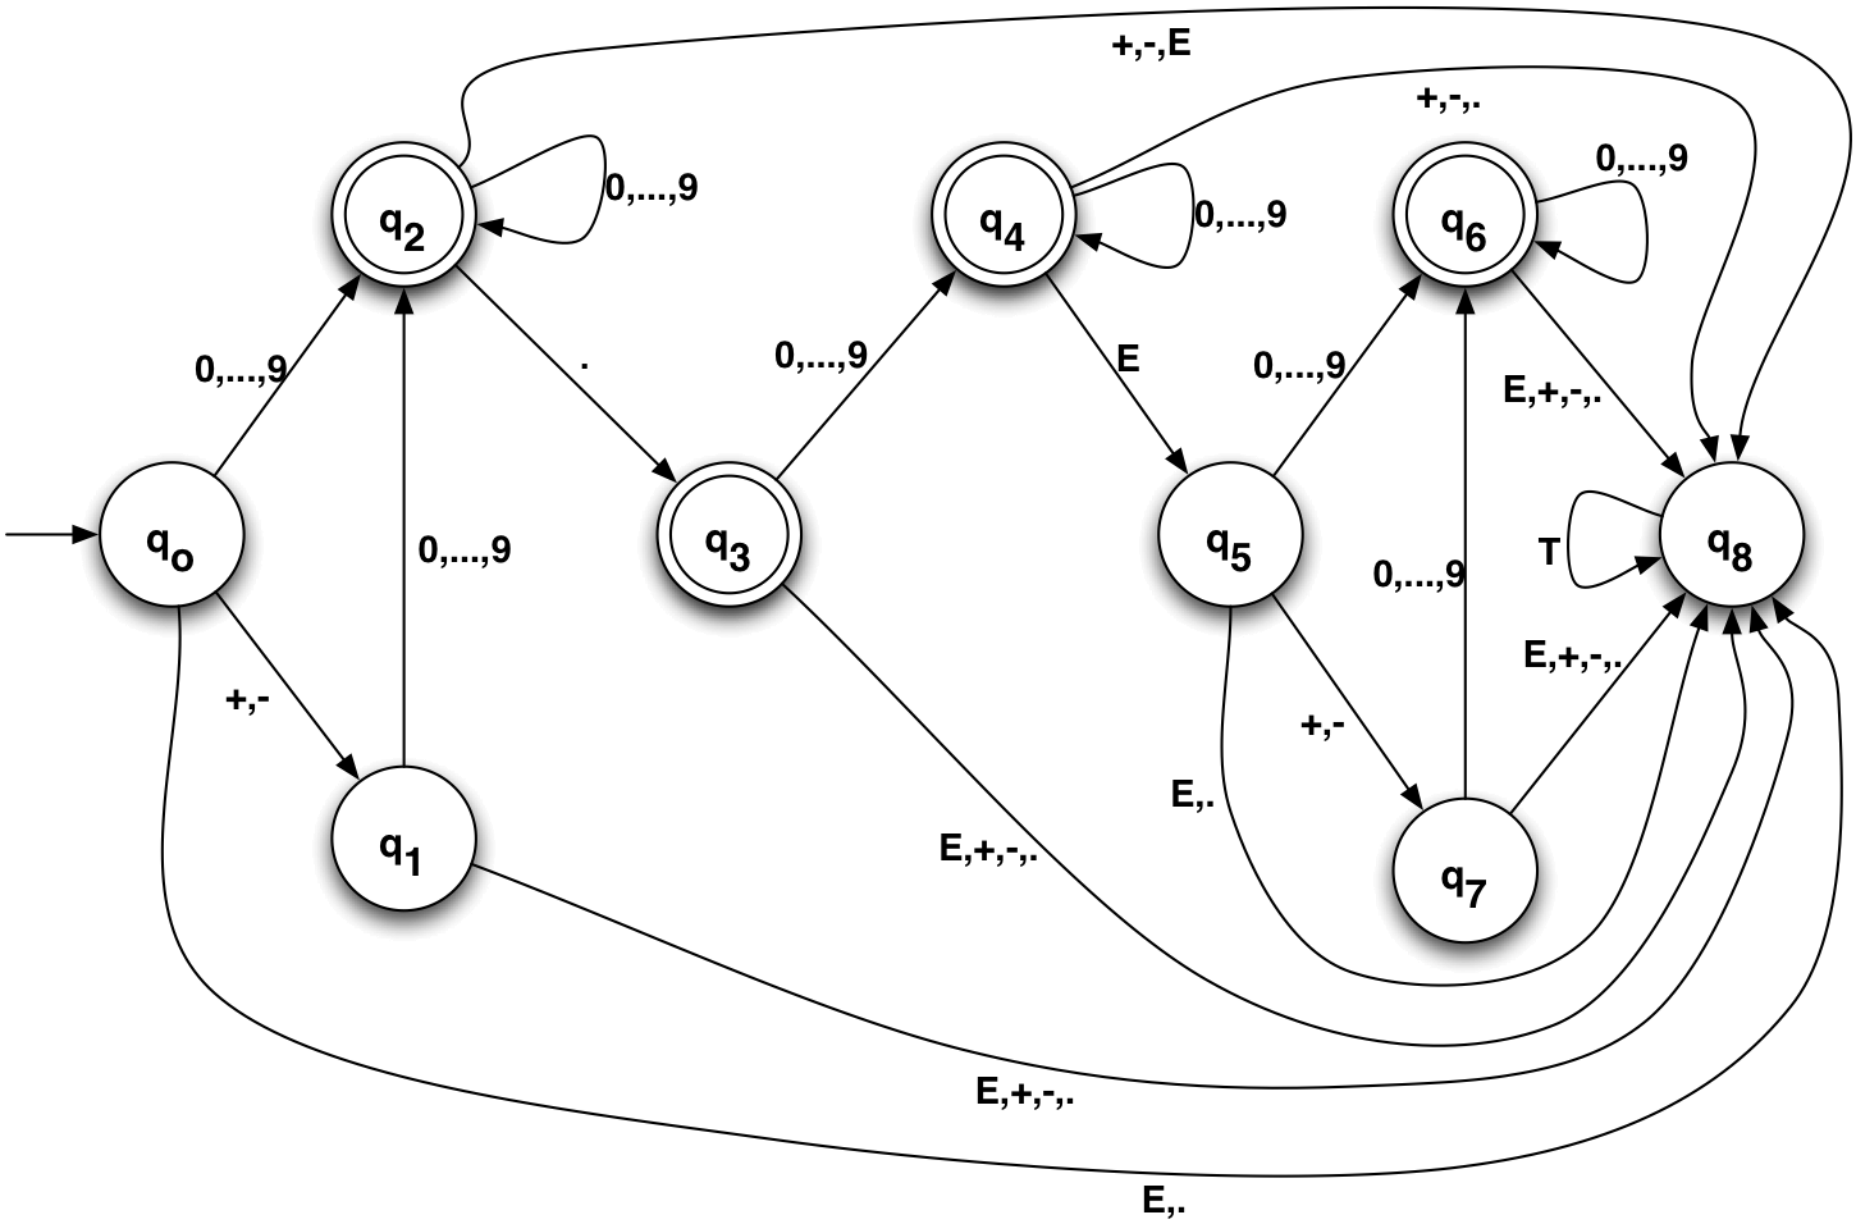 +,-,E
+,-,.
0,...,9
q2
0,...,9
q4
0,...,9
q6
0,...,9
.
0,...,9
E
0,...,9
E,+,-,.
qo
0,...,9
q3
q5
0,...,9
T
q8
+,-
E,+,-,.
+,-
q1
E,+,-,.
E,.
q7
E,+,-,.
E,.